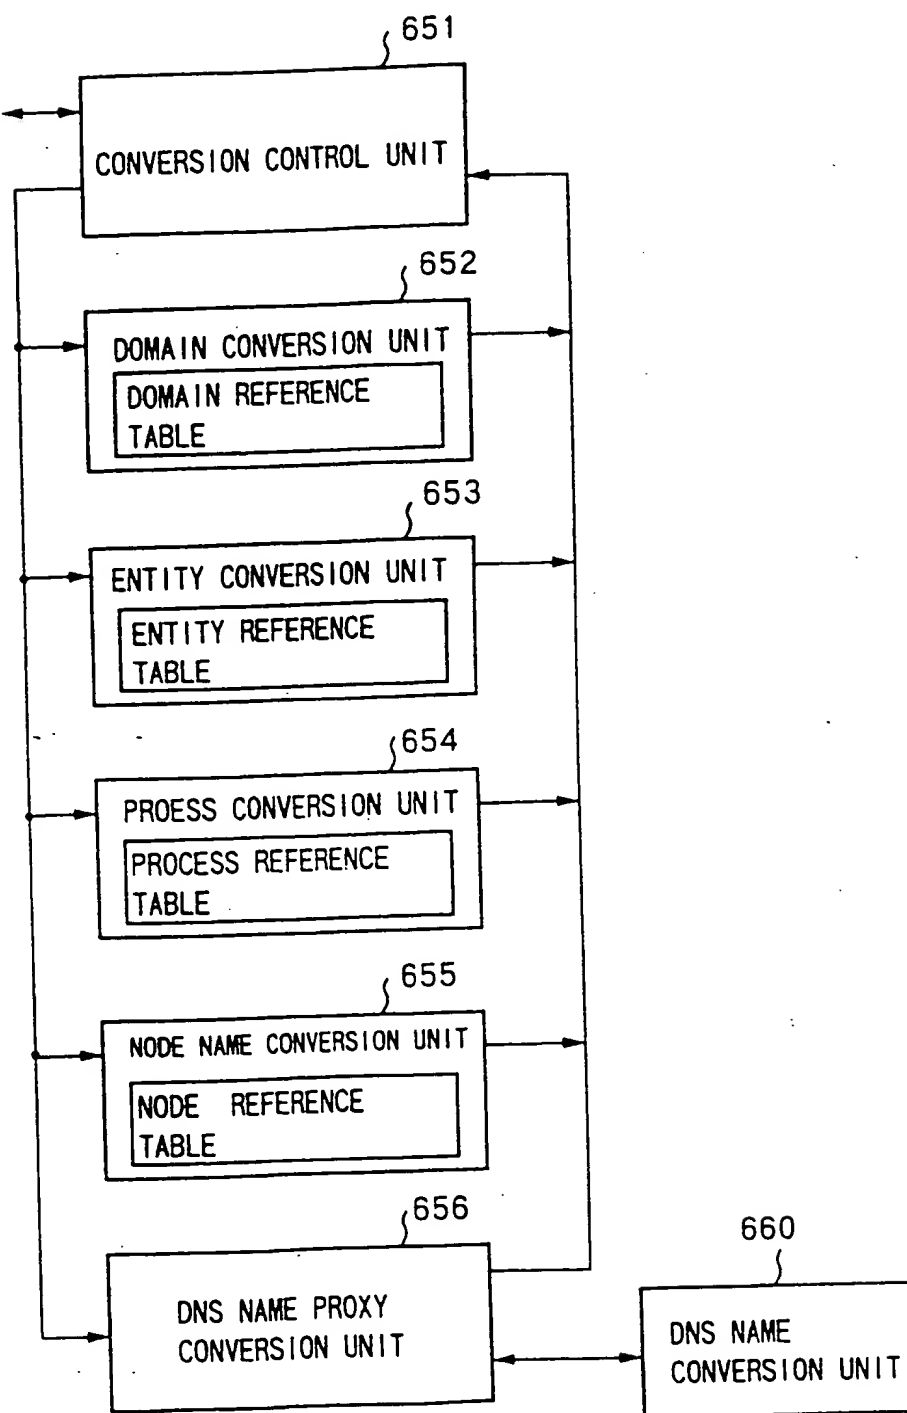 651
CONVERSION CONTROL UNIT
652
DOMAIN CONVERSION UNIT
DOMAIN REFERENCE
TABLE
653
ENTITY CONVERSION UNIT
ENTITY REFERENCE
TABLE
654
PROESS CONVERSION UNIT
PROCESS REFERENCE
TABLE
655
NODE NAME CONVERSION UNIT
NODE REFERENCE
TABLE
656
DNS NAME PROXY
CONVERSION UNIT
660
DNS NAME
CONVERSION UNIT